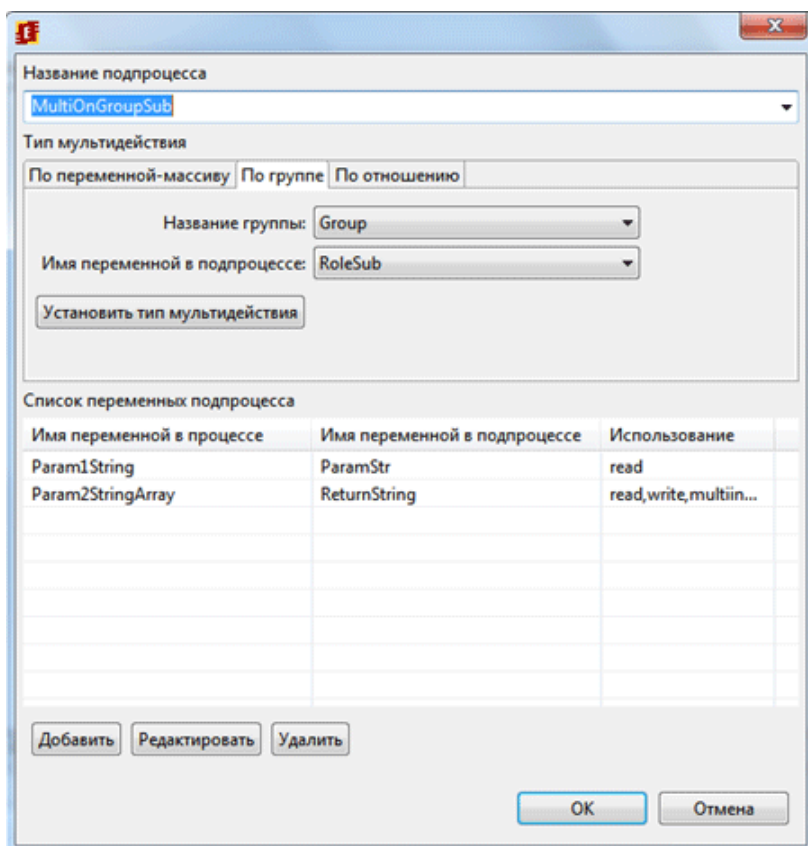 Название подпроцесса
MultiOnGroupSub
Тип мультидействия
По переменной-массиву По группе По отношению
Название группы: Group
Имя переменной в подпроцессе: RoleSub
Установить тип мультидействия
Список переменных подпроцесса
Имя переменной в процессе Имя переменной в подпроцессе Использование
Param1String ParamStr read
Param2StringArray ReturnString read,write,multiin...
Добавить Редактировать Удалить
OK Отмена